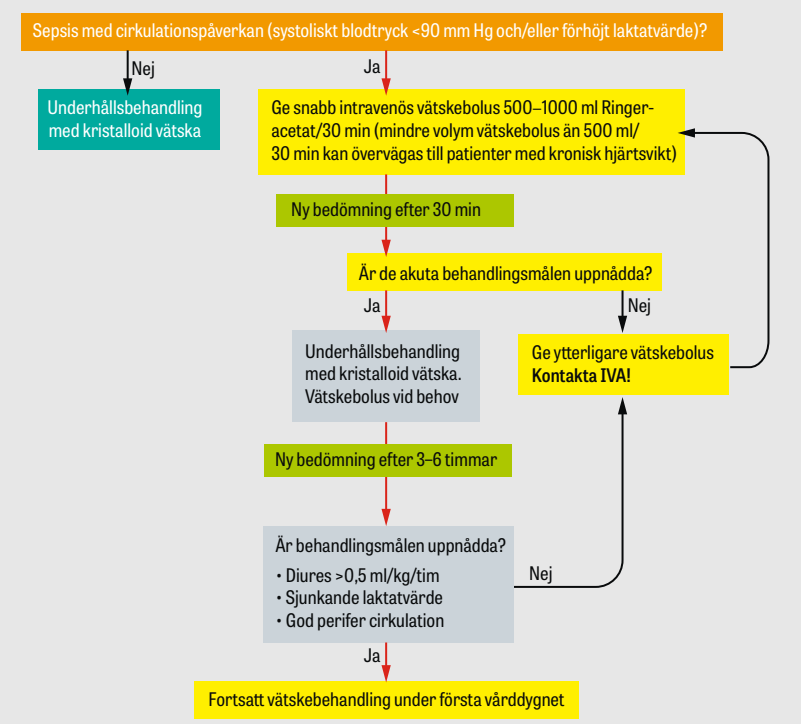 Sepsis med cirkulationspåverkan (systoliskt blodtryck <90 mm Hg och/eller förhöjt laktatvärde)?
Nej
Ja
Underhållsbehandling
med kristalloid vätska
Ge snabb intravenös vätskebolus 500–1000 ml Ringer-
acetat/30 min (mindre volym vätskebolus än 500 ml/
30 min kan övervägas till patienter med kronisk hjärtsvikt)
Ny bedömning efter 30 min
Är de akuta behandlingsmålen uppnådda?
Ja
Nej
Underhållsbehandling
med kristalloid vätska.
Vätskebolus vid behov
Ge ytterligare vätskebolus
Kontakta IVA!
Ny bedömning efter 3–6 timmar
Är behandlingsmålen uppnådda?
• Diures >0,5 ml/kg/tim
• Sjunkande laktatvärde
• God perifer cirkulation
Nej
Ja
Fortsatt vätskebehandling under första vårddygnet